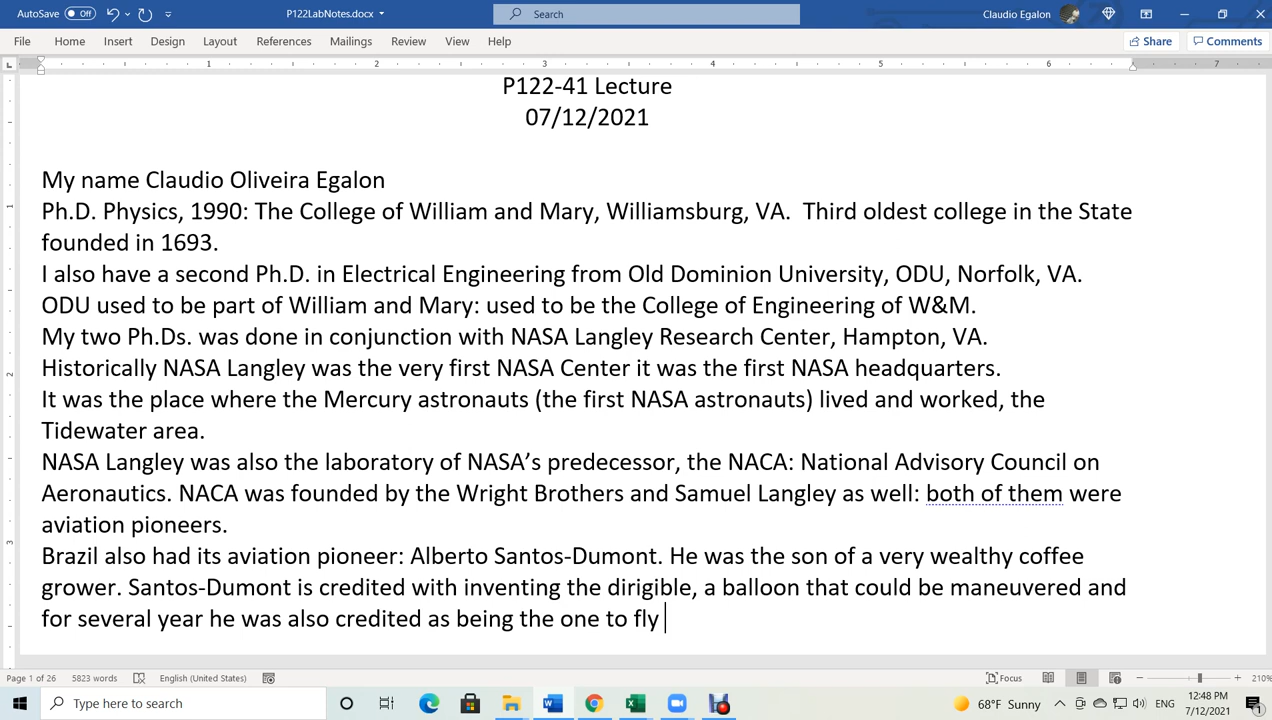 AutoSave Off P122LabNotes.docx Search Claudio Egalon
File Home Insert Design Layout References Mailings Review View Help Share Comments
1 2 3 4 5 6 7
P122-41 Lecture
07/12/2021
My name Claudio Oliveira Egalon
Ph.D. Physics, 1990: The College of William and Mary, Williamsburg, VA. Third oldest college in the State
founded in 1693.
I also have a second Ph.D. in Electrical Engineering from Old Dominion University, ODU, Norfolk, VA.
ODU used to be part of William and Mary: used to be the College of Engineering of W&M.
My two Ph.Ds. was done in conjunction with NASA Langley Research Center, Hampton, VA.
Historically NASA Langley was the very first NASA Center it was the first NASA headquarters.
It was the place where the Mercury astronauts (the first NASA astronauts) lived and worked, the
Tidewater area.
NASA Langley was also the laboratory of NASA’s predecessor, the NACA: National Advisory Council on
Aeronautics. NACA was founded by the Wright Brothers and Samuel Langley as well: both of them were
aviation pioneers.
Brazil also had its aviation pioneer: Alberto Santos-Dumont. He was the son of a very wealthy coffee
grower. Santos-Dumont is credited with inventing the dirigible, a balloon that could be maneuvered and
for several year he was also credited as being the one to fly
1
2
3
Page 1 of 26 5823 words English (United States) Focus 210%
Type here to search 68°F Sunny ENG 12:48 PM
7/12/2021 1